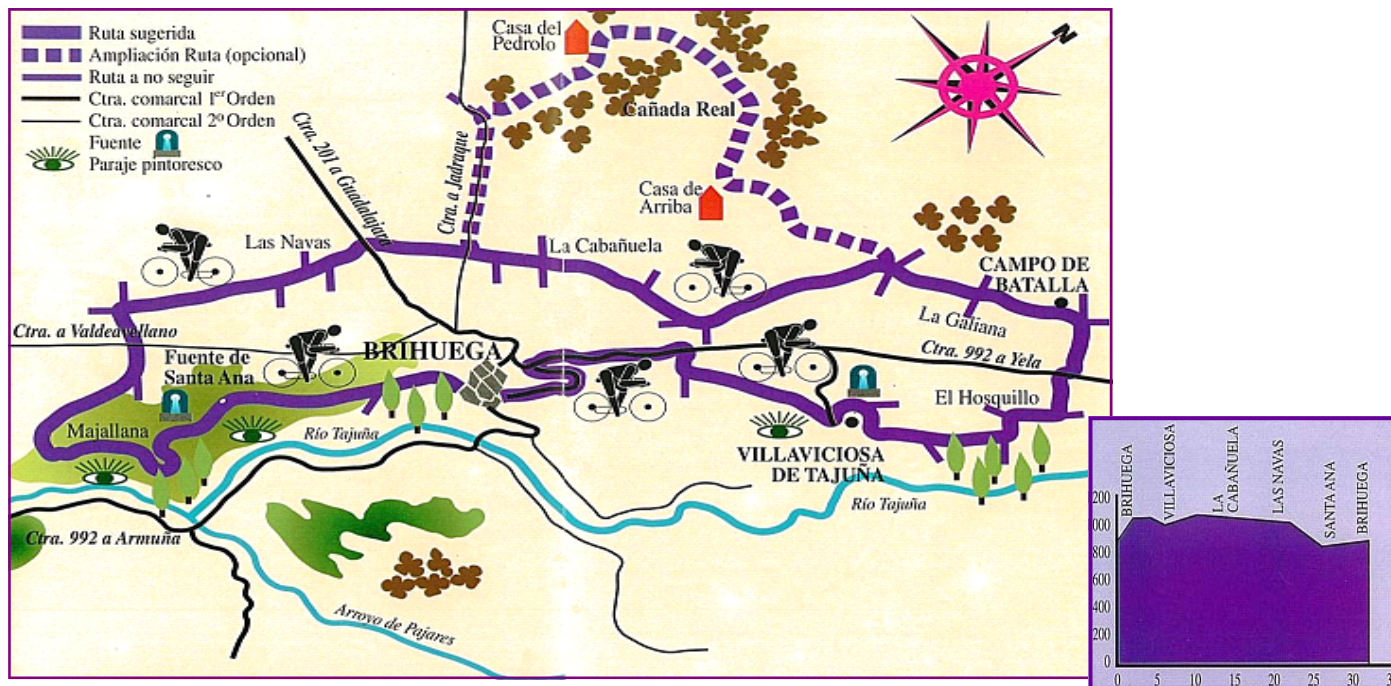 Ruta sugerida
Ampliación Ruta (opcional)
Ruta a no seguir
Ctra. comarcal 1er Orden
Ctra. comarcal 2º Orden
Fuente
Paraje pintoresco
Casa del
Pedrolo
N
Cañada Real
Ctra. 201 a Guadalajara
Ctra. a Jadraque
Casa de
Arriba
Las Navas
La Cabañuela
CAMPO DE
BATALLA
La Galiana
Ctra. a Valdeavellano
Ctra. 992 a Yela
BRIHUEGA
Fuente de
Santa Ana
El Hosquillo
Majallana
Río Tajuña
VILLAVICIOSA
DE TAJUÑA
Río Tajuña
Ctra. 992 a Armuña
Arroyo de Pajares
BRIHUEGA
VILLAVICIOSA
LA
CABAÑUELA
LAS NAVAS
SANTA ANA
BRIHUEGA
200
000
800
600
400
200
0
0 5 10 15 20 25 30